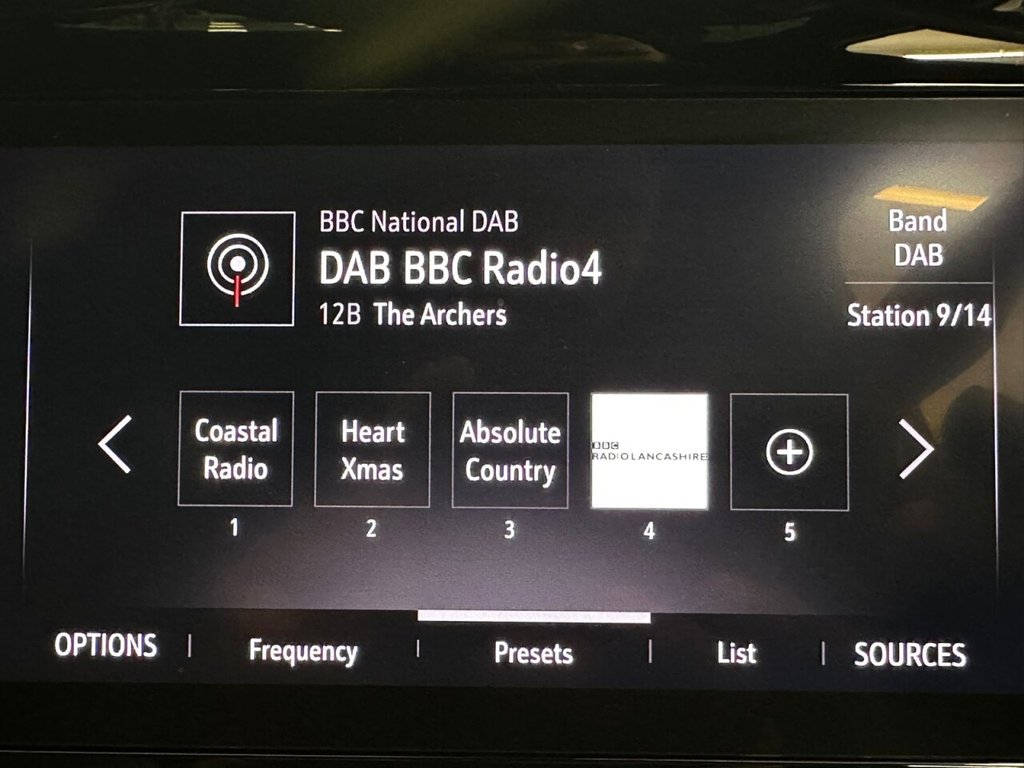 BBC National DAB
DAB BBC Radio4
12B The Archers
Band
DAB
Station 9/14
Coastal
Radio
Heart
Xmas
Absolute
Country
BBC
RADIO LANCASHIRE
1
2
3
4
5
OPTIONS
Frequency
Presets
List
SOURCES